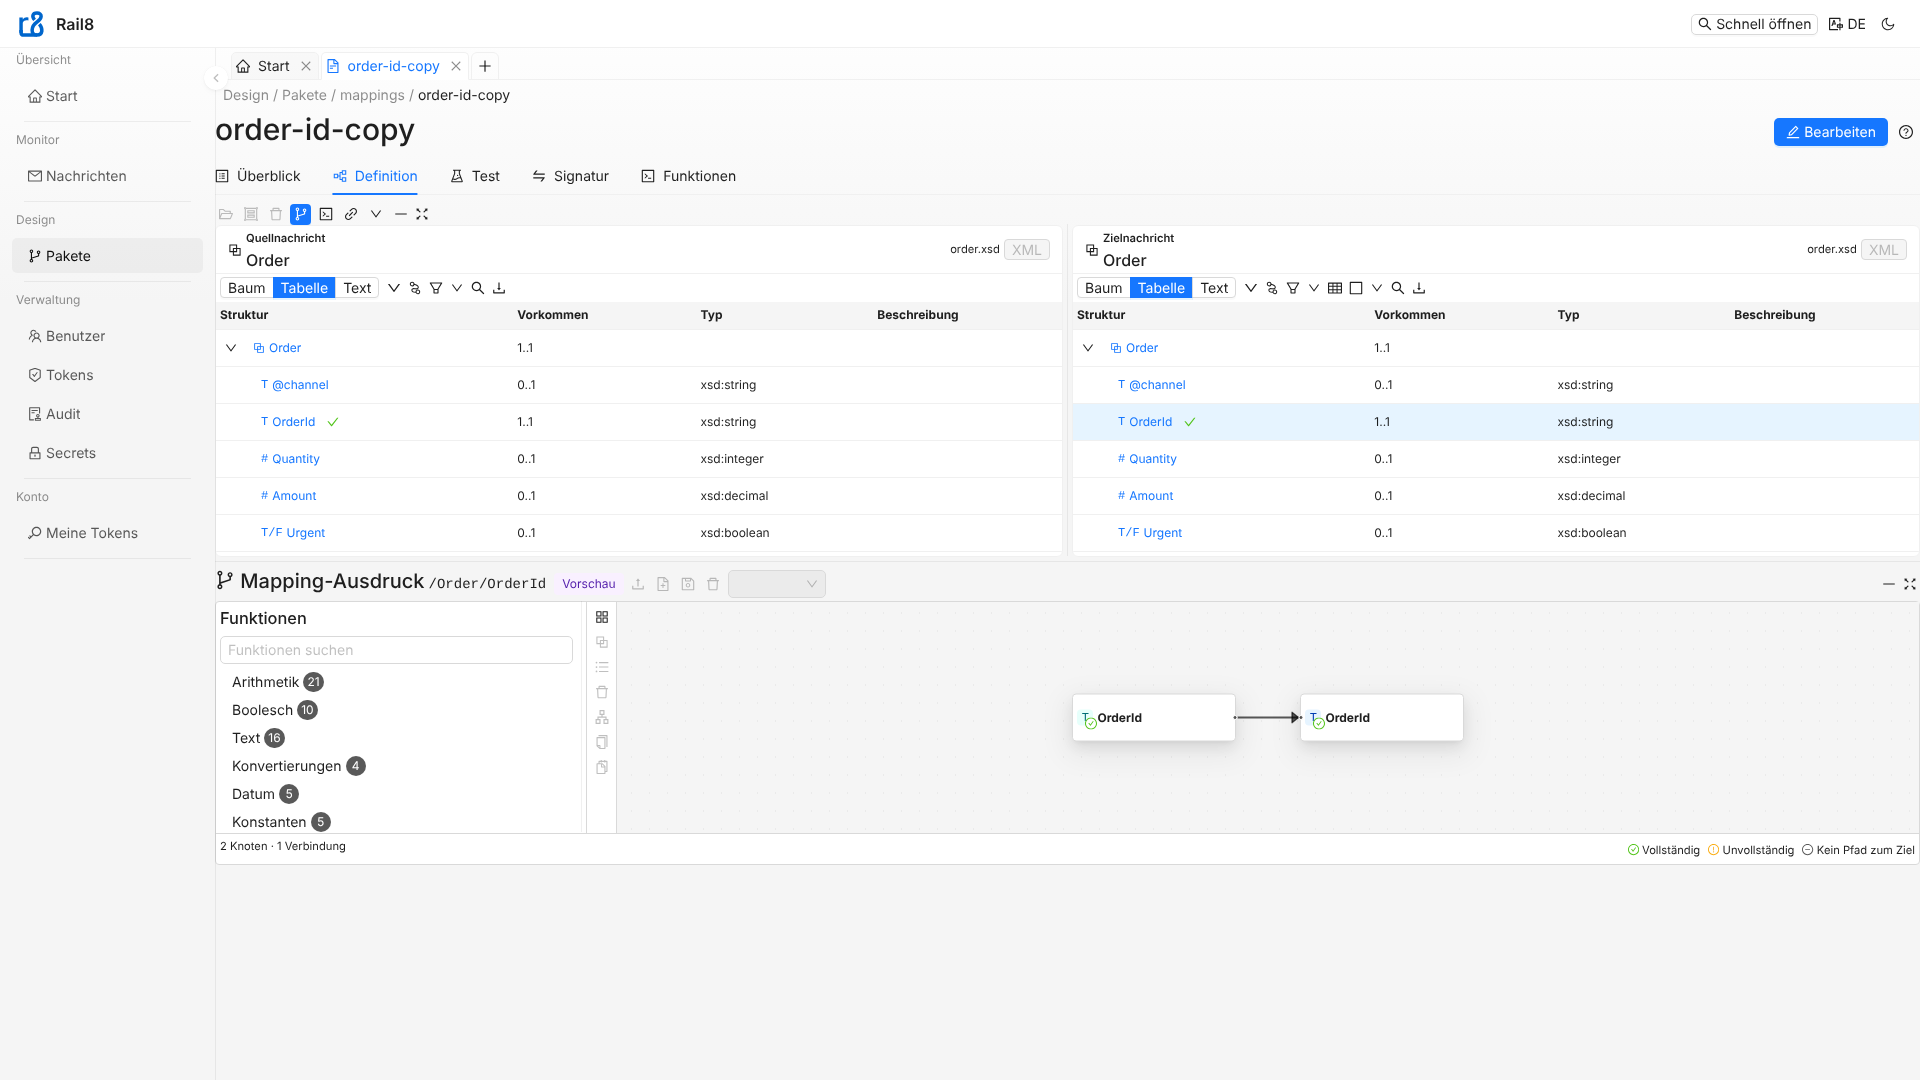 Rail8
Schnell öffnen
DE
Übersicht
Start
Monitor
Nachrichten
Design
Pakete
Verwaltung
Benutzer
Tokens
Audit
Secrets
Konto
Meine Tokens
Start
order-id-copy
Design / Pakete / mappings / order-id-copy
order-id-copy
Bearbeiten
Überblick
Definition
Test
Signatur
Funktionen
Quellnachricht
Order
order.xsd XML
Baum Tabelle Text
Struktur Vorkommen Typ Beschreibung
Order 1..1
T @channel 0..1 xsd:string
T OrderId 1..1 xsd:string
# Quantity 0..1 xsd:integer
# Amount 0..1 xsd:decimal
T/F Urgent 0..1 xsd:boolean
Zielnachricht
Order
order.xsd XML
Baum Tabelle Text
Struktur Vorkommen Typ Beschreibung
Order 1..1
T @channel 0..1 xsd:string
T OrderId 1..1 xsd:string
# Quantity 0..1 xsd:integer
# Amount 0..1 xsd:decimal
T/F Urgent 0..1 xsd:boolean
Mapping-Ausdruck /Order/OrderId Vorschau
Funktionen
Funktionen suchen
Arithmetik 21
Boolesch 10
Text 16
Konvertierungen 4
Datum 5
Konstanten 5
T OrderId
T OrderId
2 Knoten · 1 Verbindung
Vollständig Unvollständig Kein Pfad zum Ziel